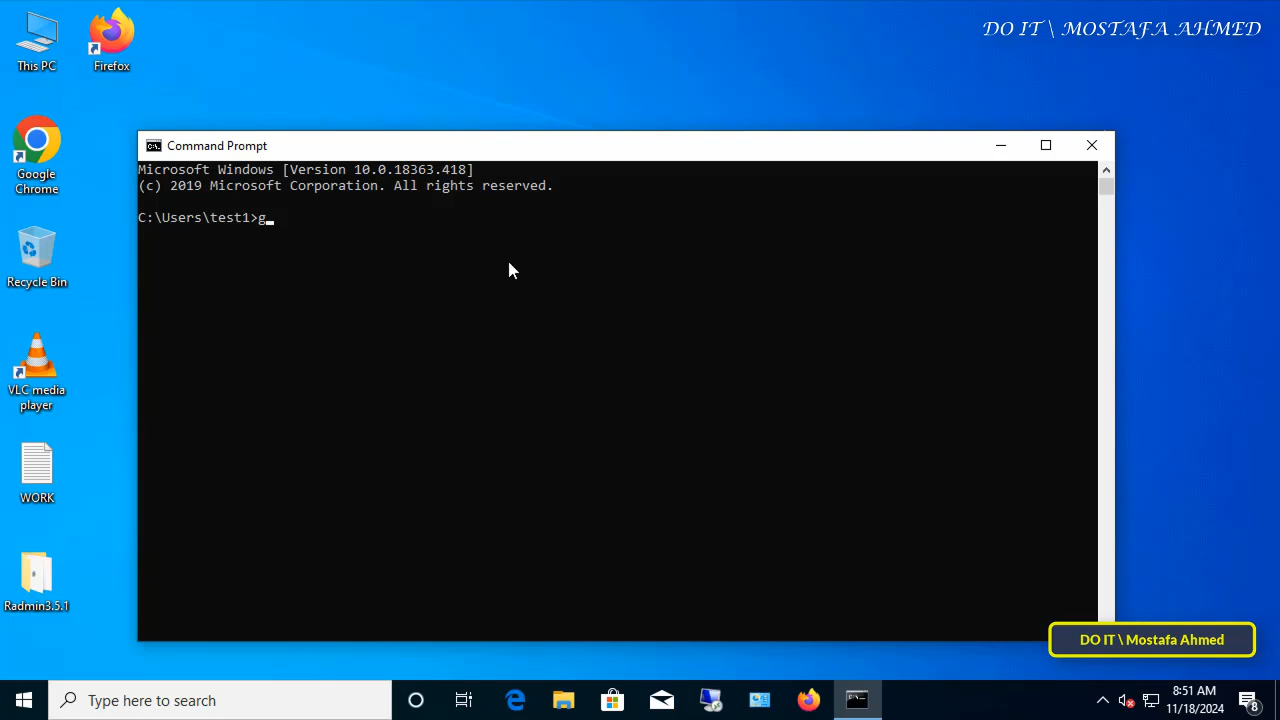 DO IT \ MOSTAFA AHMED
This PC
Firefox
Google
Chrome
Recycle Bin
VLC media
player
WORK
Radmin3.5.1
Command Prompt
Microsoft Windows [Version 10.0.18363.418]
(c) 2019 Microsoft Corporation. All rights reserved.
C:\Users\test1>g_
DO IT \ Mostafa Ahmed
Type here to search
8:51 AM
11/18/2024
8